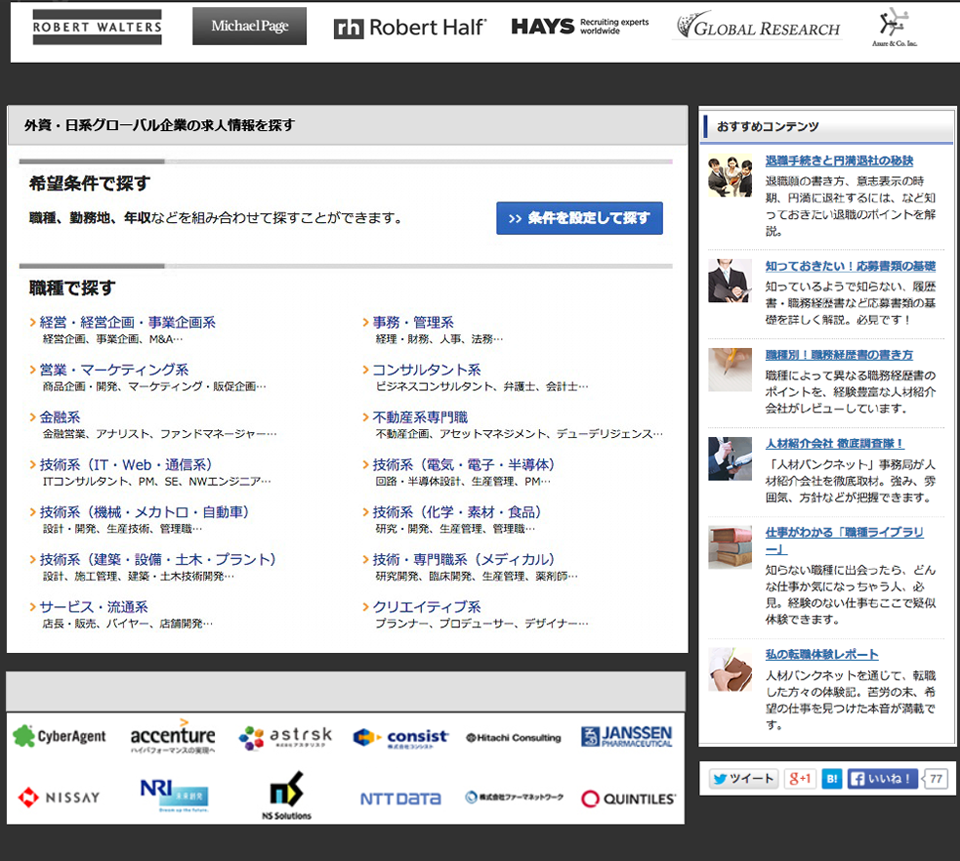 ROBERT WALTERS
Michael Page
rh Robert Half
HAYS Recruiting experts
worldwide
GLOBAL RESEARCH
Azure & Co. Inc.
外資・日系グローバル企業の求人情報を探す
希望条件で探す
職種、勤務地、年収などを組み合わせて探すことができます。
>> 条件を設定して探す
職種で探す
経営・経営企画・事業企画系
経営企画、事業企画、M&A…
事務・管理系
経理・財務、人事、法務…
営業・マーケティング系
商品企画・開発、マーケティング・販促企画…
コンサルタント系
ビジネスコンサルタント、弁護士、会計士…
金融系
金融営業、アナリスト、ファンドマネージャー…
不動産系専門職
不動産企画、アセットマネジメント、デューデリジェンス…
技術系（IT・Web・通信系）
ITコンサルタント、PM、SE、NWエンジニア…
技術系（電気・電子・半導体）
回路・半導体設計、生産管理、PM…
技術系（機械・メカトロ・自動車）
設計・開発、生産技術、管理職…
技術系（化学・素材・食品）
研究・開発、生産管理、管理職…
技術系（建築・設備・土木・プラント）
設計、施工管理、建築・土木技術開発…
技術・専門職系（メディカル）
研究開発、臨床開発、生産管理、薬剤師…
サービス・流通系
店長・販売、バイヤー、店舗開発…
クリエイティブ系
プランナー、プロデューサー、デザイナー…
CyberAgent
accenture
ハイパフォーマンスの実現へ
astrsk
株式会社アスタリスク
consist
株式会社コンシスト
Hitachi Consulting
JANSSEN
PHARMACEUTICAL
NISSAY
NRI 未来創発
Dream up the future.
NS Solutions
NTT DATA
株式会社ファーマネットワーク
QUINTILES
おすすめコンテンツ
退職手続きと円満退社の秘訣
退職願の書き方、意志表示の時
期、円満に退社するには、など知
っておきたい退職のポイントを解
説。
知っておきたい！応募書類の基礎
知っているようで知らない、履歴
書・職務経歴書など応募書類の基
礎を詳しく解説。必見です！
職種別！職務経歴書の書き方
職種によって異なる職務経歴書の
ポイントを、経験豊富な人材紹介
会社がレビューしています。
人材紹介会社 徹底調査隊！
「人材バンクネット」事務局が人
材紹介会社を徹底取材。強み、雰
囲気、方針などが把握できます。
仕事がわかる「職種ライブラリ
ー」
知らない職種に出会ったら、どん
な仕事か気になっちゃう人、必
見。経験のない仕事もここで疑似
体験できます。
私の転職体験レポート
人材バンクネットを通じて、転職
した方々の体験記。苦労の末、希
望の仕事を見つけた本音が満載で
す。
ツイート
g+1
B!
いいね！
77